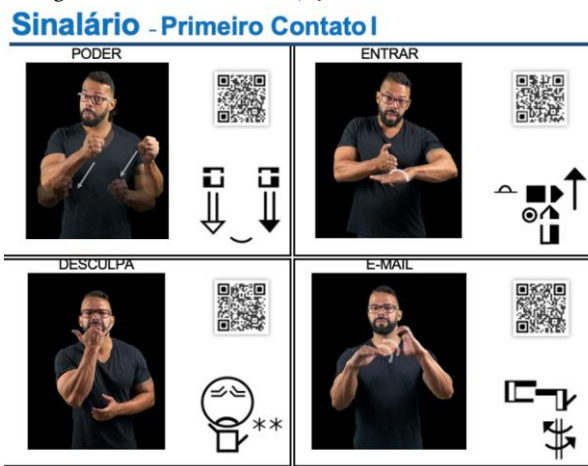 Sinalário - Primeiro Contato I
PODER
ENTRAR
DESCULPA
E-MAIL